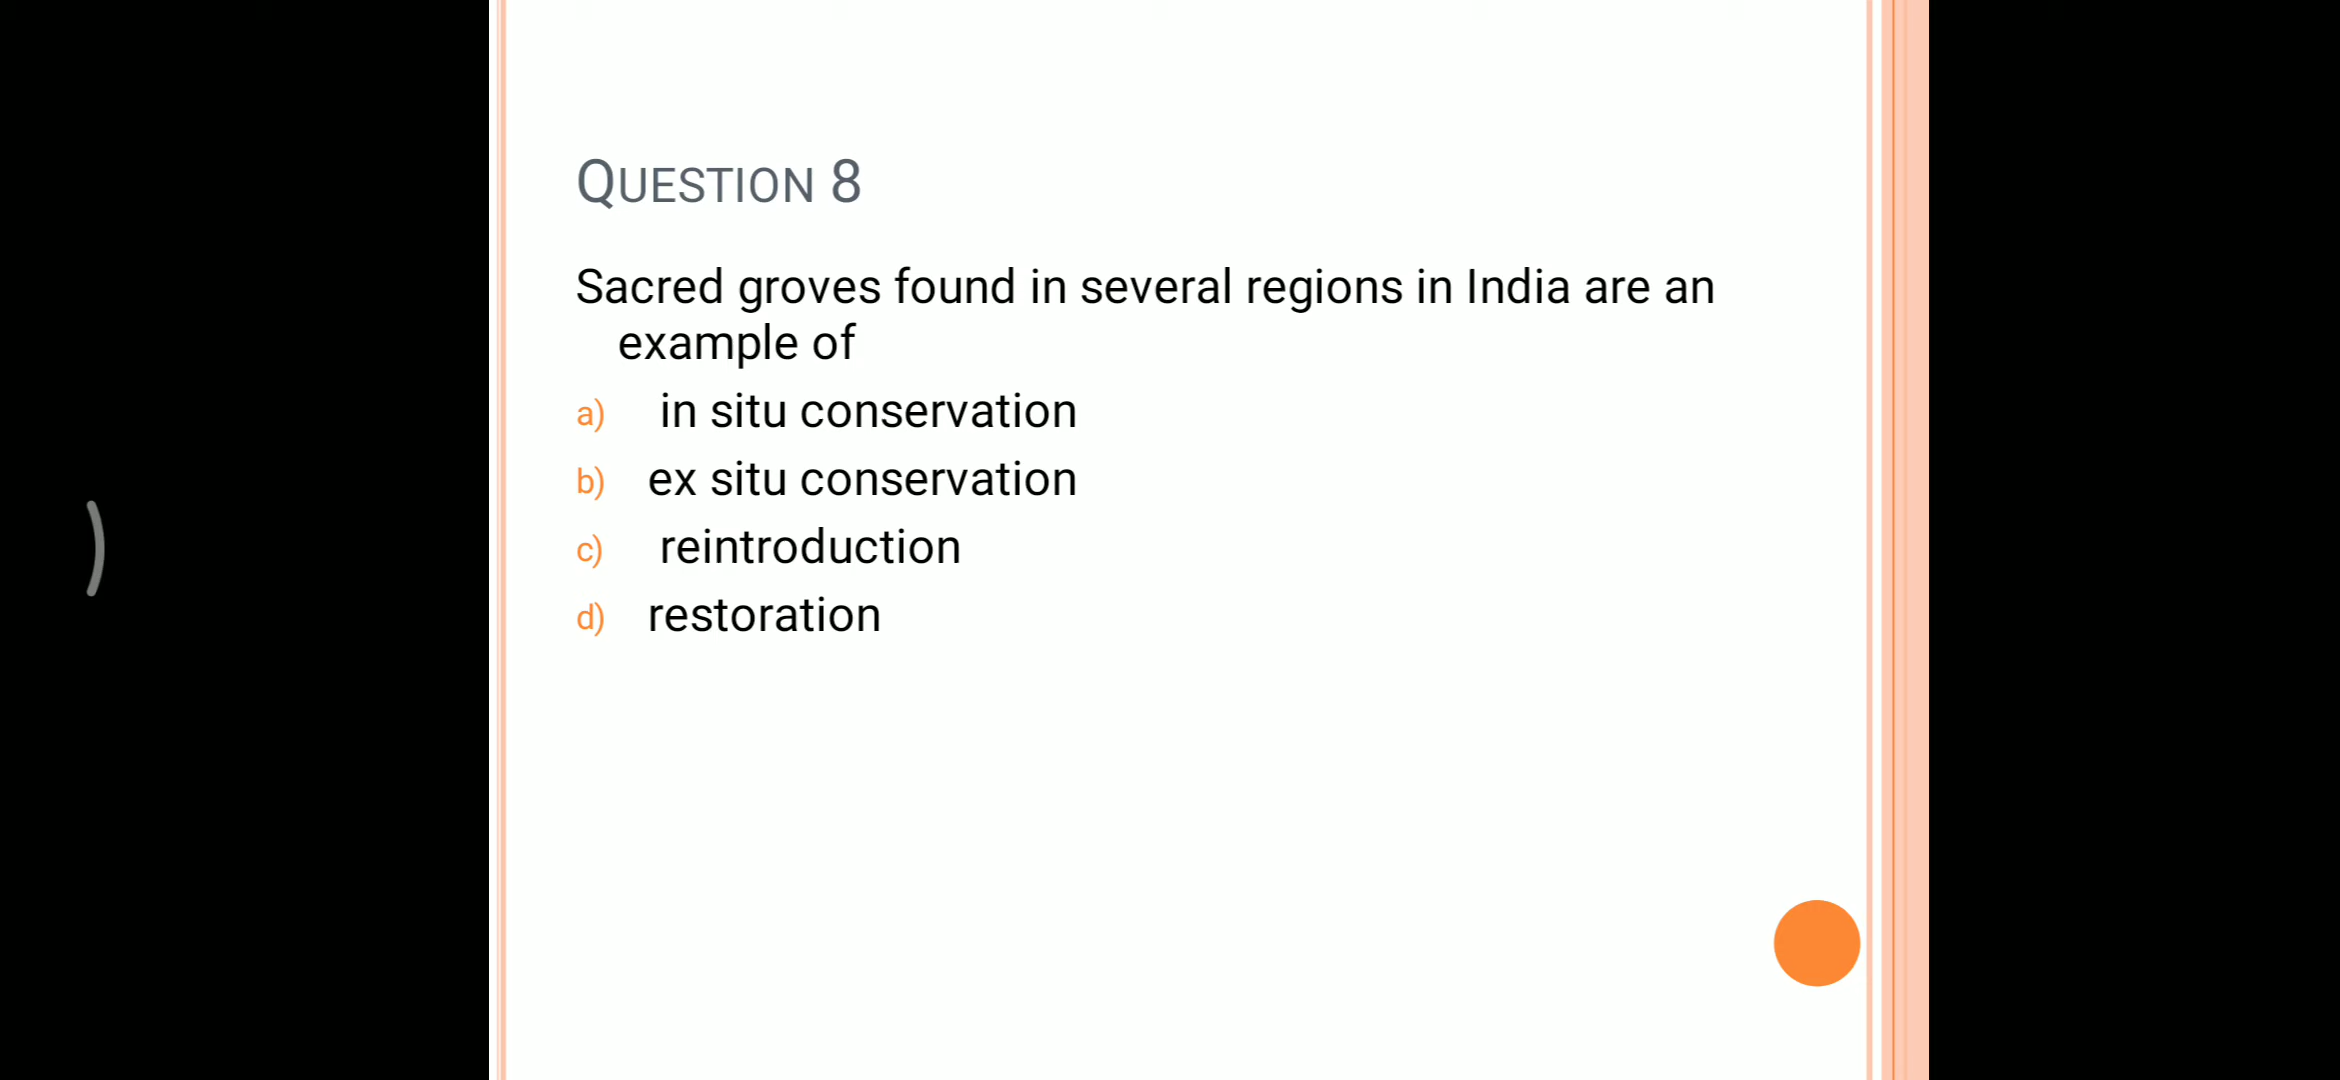 QUESTION 8
Sacred groves found in several regions in India are an
example of
a) in situ conservation
b) ex situ conservation
c) reintroduction
d) restoration